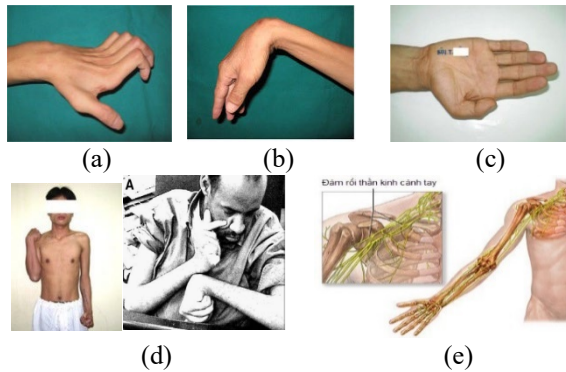 (a)
(b)
(c)
A
Đám rối thần kinh cánh tay
(d)
(e)